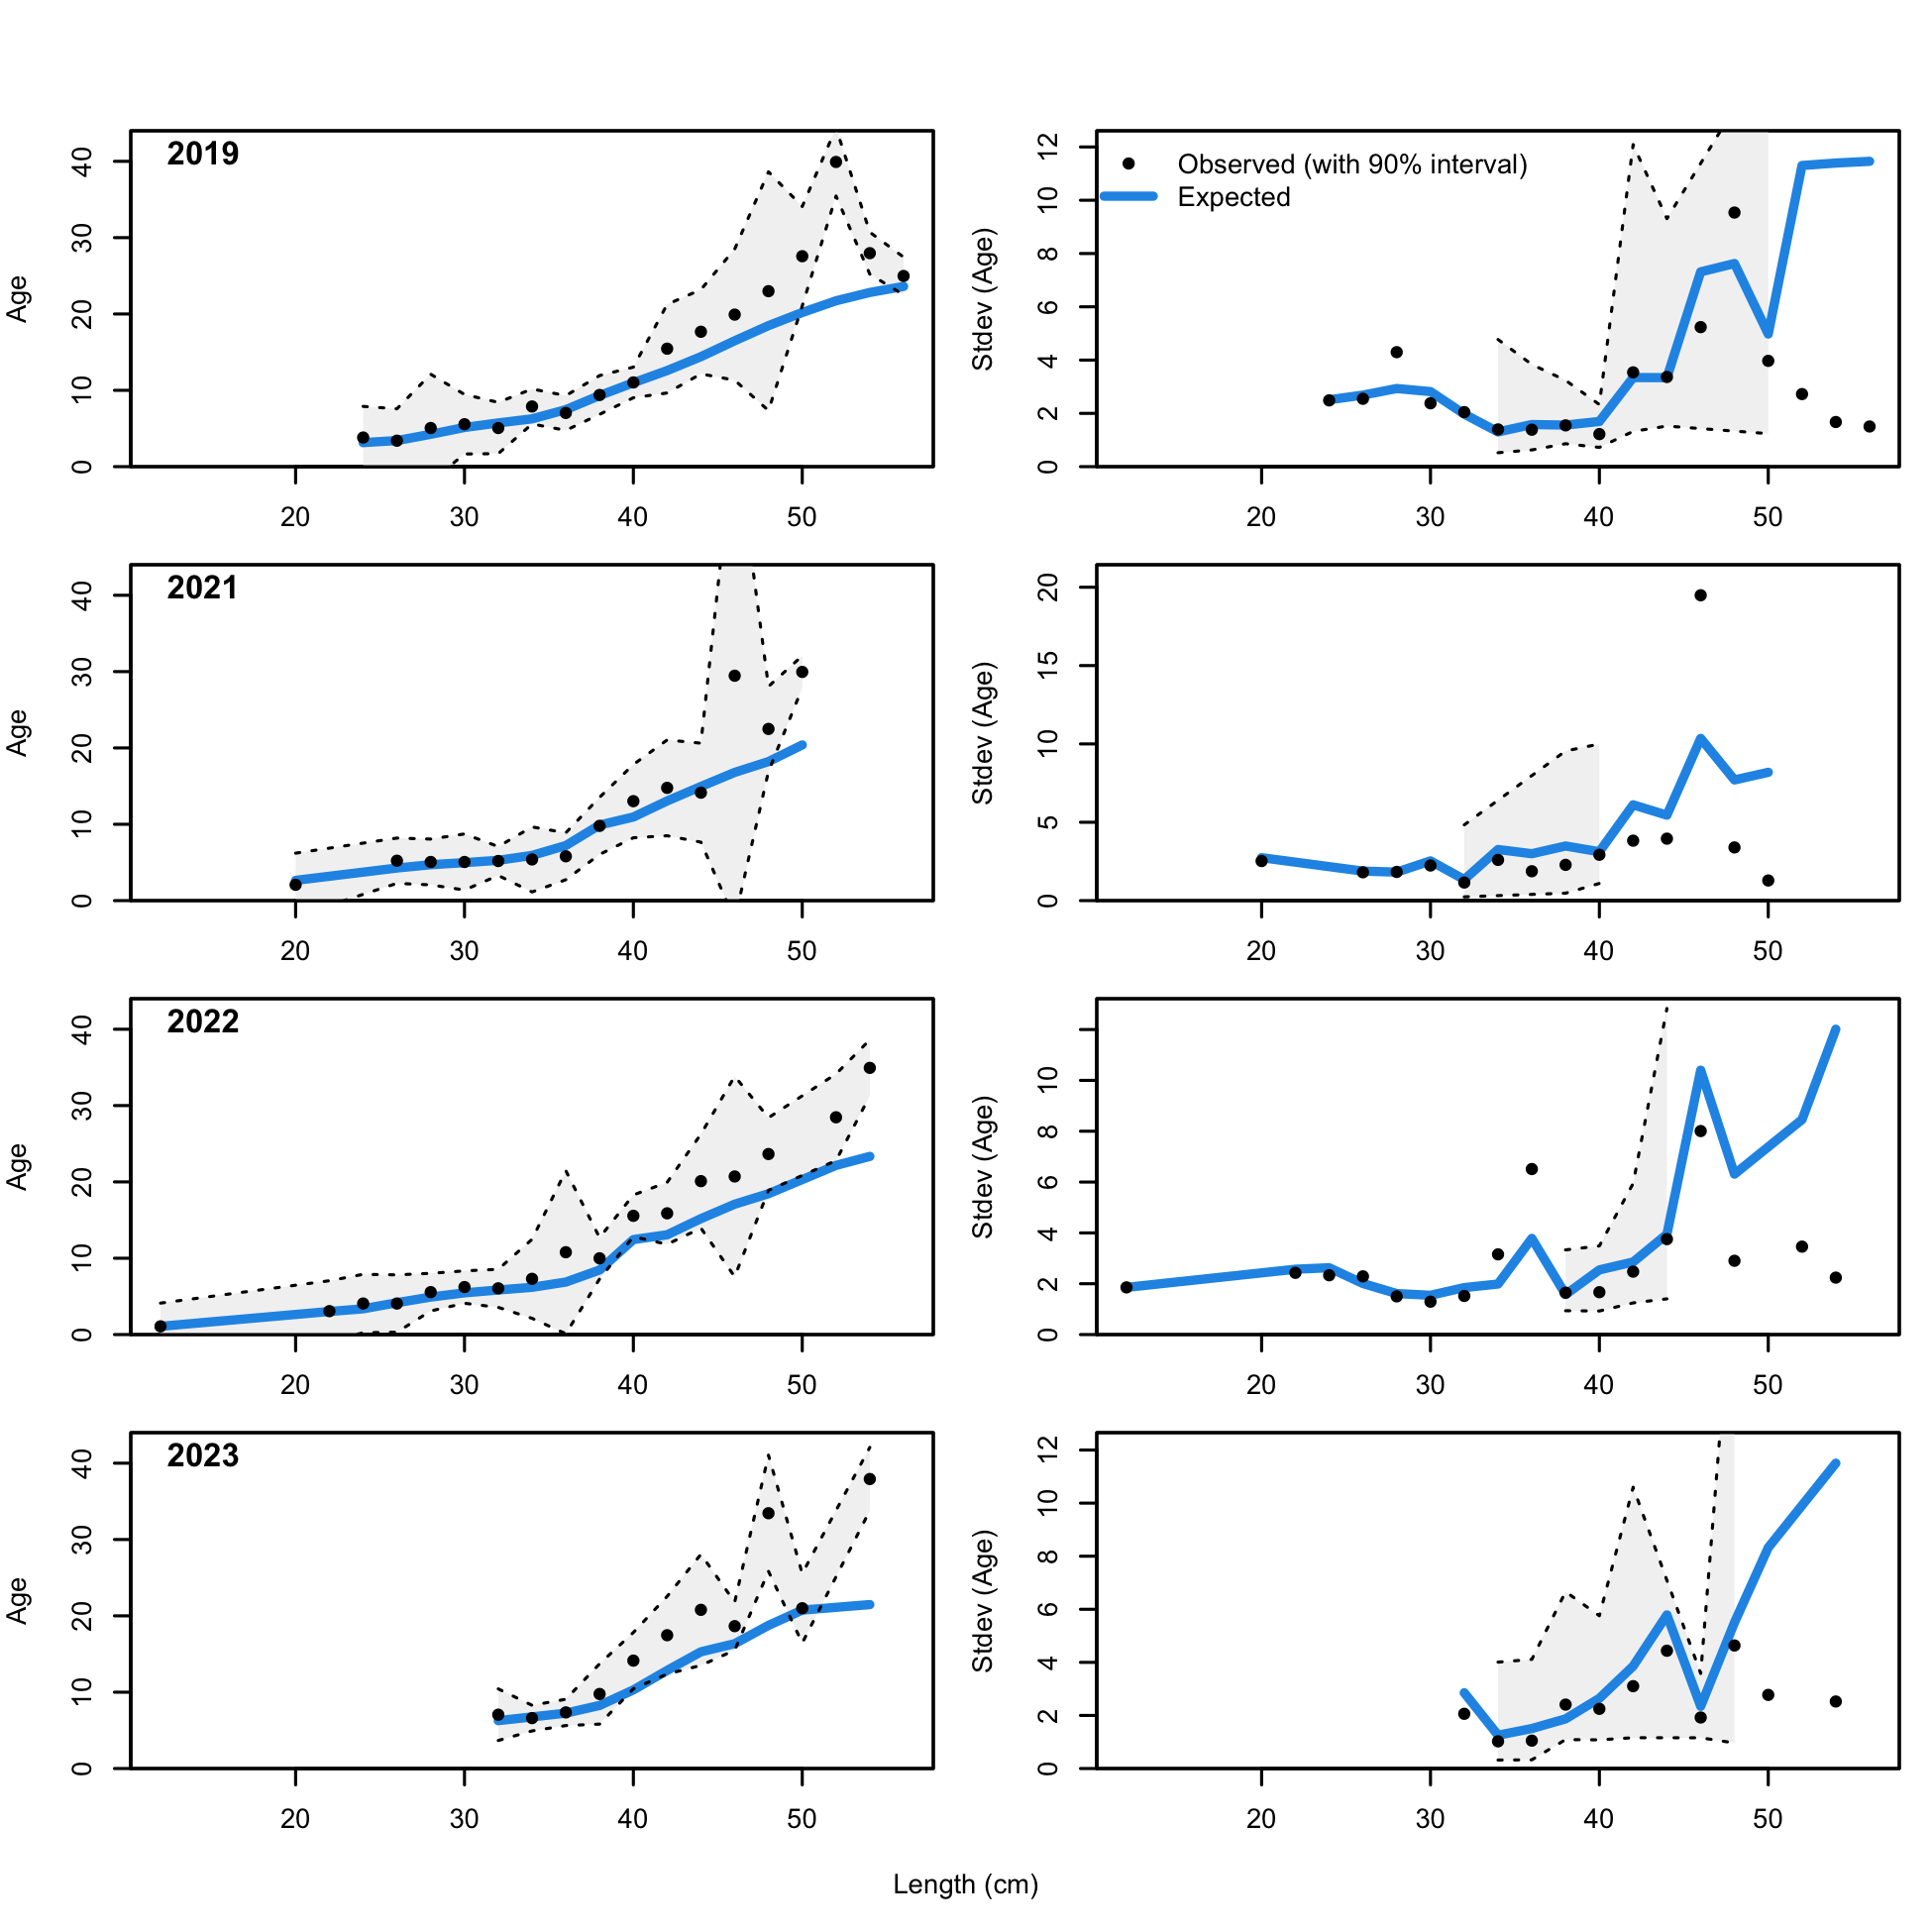 2019
Age
0 10 20 30 40
20 30 40 50
Observed (with 90% interval)
Expected
Stdev (Age)
0 2 4 6 8 10 12
20 30 40 50
2021
Age
0 10 20 30 40
20 30 40 50
Stdev (Age)
0 5 10 15 20
20 30 40 50
2022
Age
0 10 20 30 40
20 30 40 50
Stdev (Age)
0 2 4 6 8 10
20 30 40 50
2023
Age
0 10 20 30 40
20 30 40 50
Stdev (Age)
0 2 4 6 8 10 12
20 30 40 50
Length (cm)